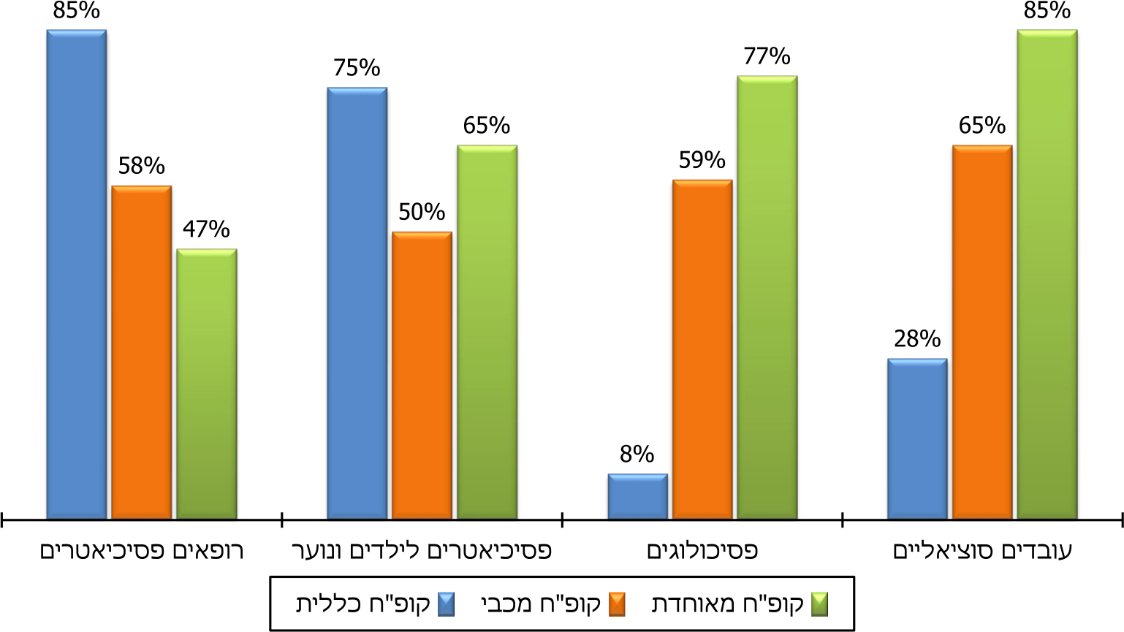 85%
58%
47%
75%
50%
65%
8%
59%
77%
28%
65%
85%
רופאים פסיכיאטרים
פסיכיאטרים לילדים ונוער
פסיכולוגים
עובדים סוציאליים
קופ"ח מאוחדת קופ"ח מכבי קופ"ח כללית